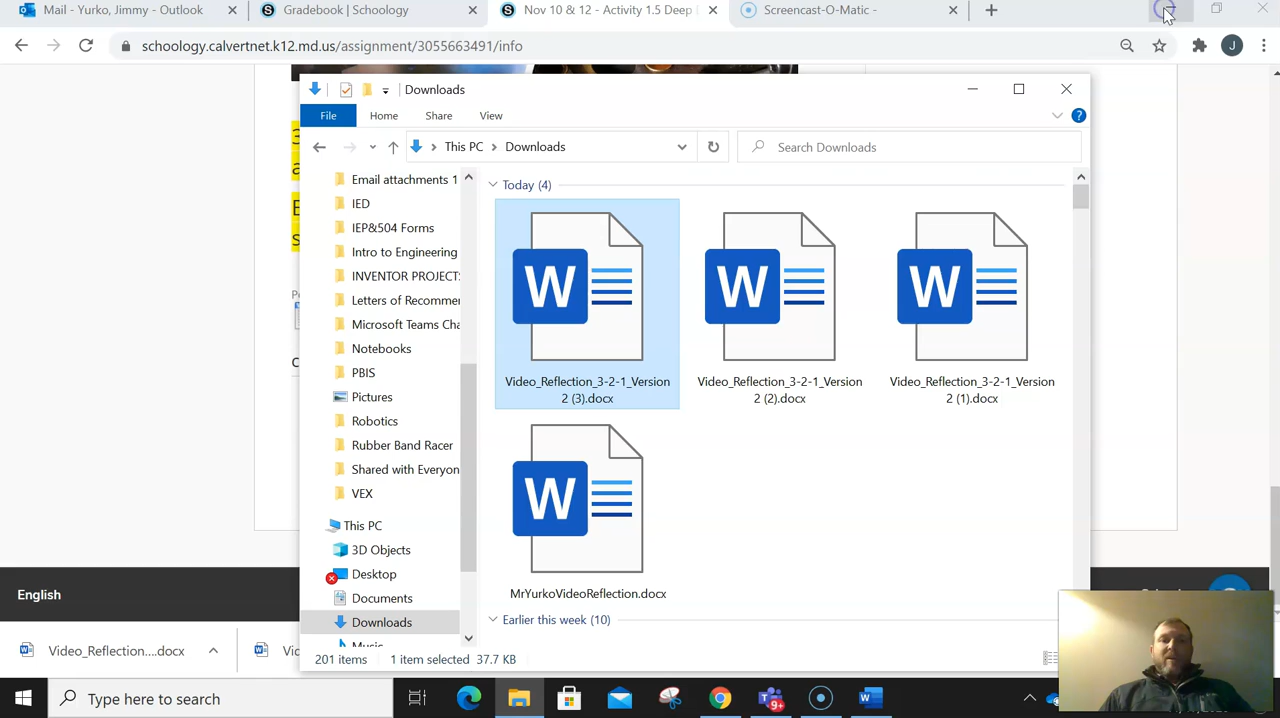 Mail - Yurko, Jimmy - Outlook
Gradebook | Schoology
Nov 10 & 12 - Activity 1.5 Deep
Screencast-O-Matic -
schoology.calvertnet.k12.md.us/assignment/3055663491/info
J
Downloads
File
Home
Share
View
This PC
Downloads
Search Downloads
Email attachments 1
IED
IEP&504 Forms
Intro to Engineering
INVENTOR PROJECTS
Letters of Recommen
Microsoft Teams Cha
Notebooks
PBIS
Pictures
Robotics
Rubber Band Racer
Shared with Everyon
VEX
This PC
3D Objects
Desktop
Documents
Downloads
Music
Today (4)
W
W
W
Video_Reflection_3-2-1_Version
2 (3).docx
Video_Reflection_3-2-1_Version
2 (2).docx
Video_Reflection_3-2-1_Version
2 (1).docx
W
MrYurkoVideoReflection.docx
Earlier this week (10)
201 items
1 item selected 37.7 KB
English
Video_Reflection....docx
Type here to search
9+